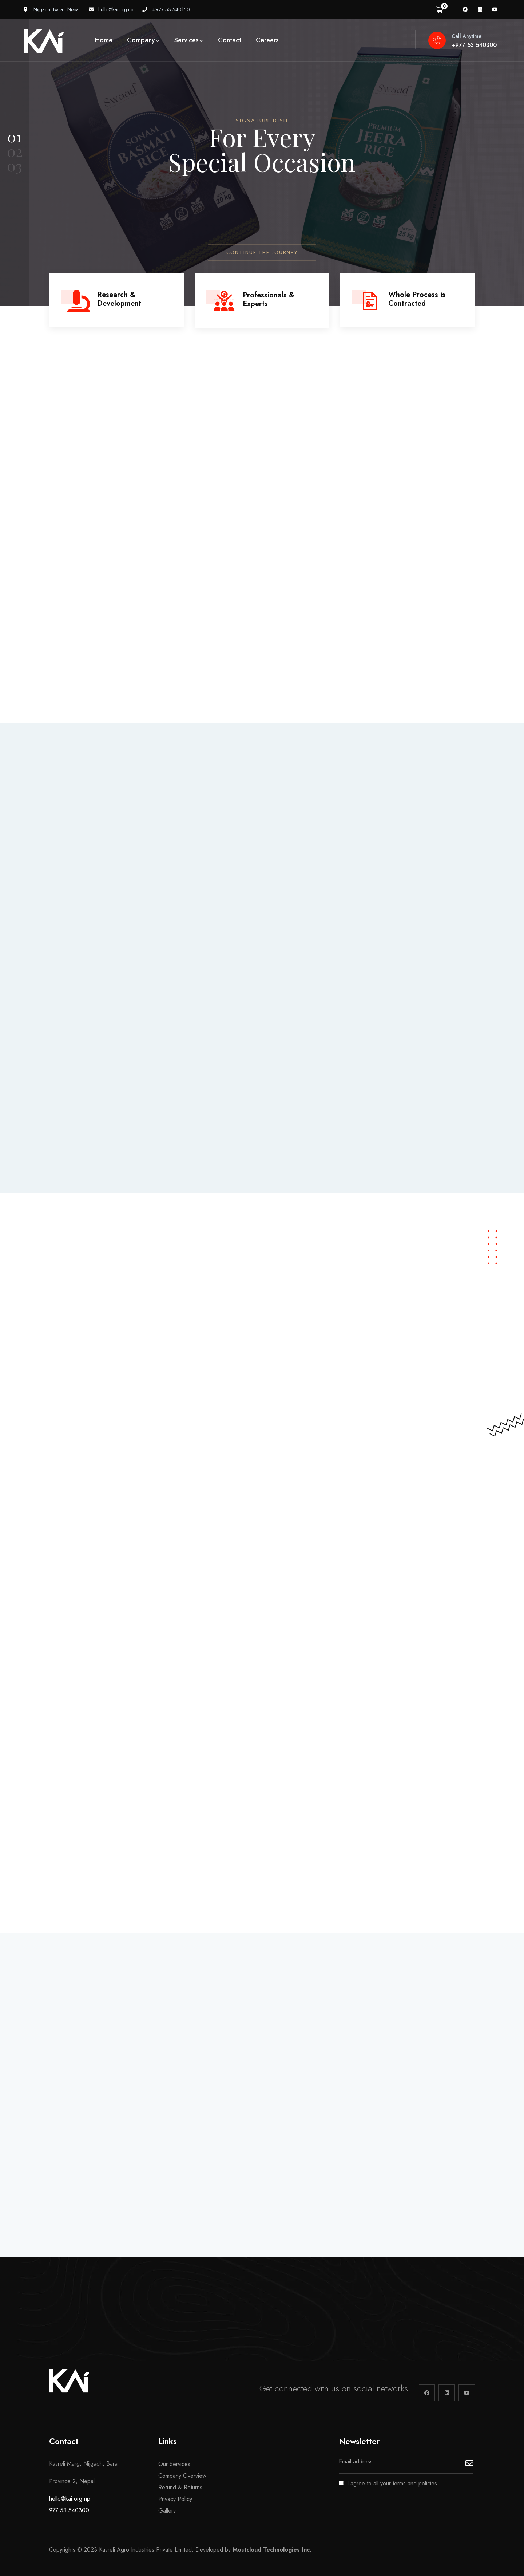 Nijgadh, Bara | Nepal
hello@kai.org.np
+977 53 540150
0
KAi
Home
Company
Services
Contact
Careers
Call Anytime
+977 53 540300
01
02
03
SIGNATURE DISH
For Every
Special Occasion
SOHAM
BASMATI
RICE
PREMIUM
JEERA
RICE
CONTINUE THE JOURNEY
Research &
Development
Professionals &
Experts
Whole Process is
Contracted
KAi
Get connected with us on social networks
Contact
Kavreli Marg, Nijgadh, Bara
Province 2, Nepal
hello@kai.org.np
977 53 540300
Links
Our Services
Company Overview
Refund & Returns
Privacy Policy
Gallery
Newsletter
Email address
I agree to all your terms and policies
Copyrights © 2023 Kavreli Agro Industries Private Limited. Developed by Mostcloud Technologies Inc.